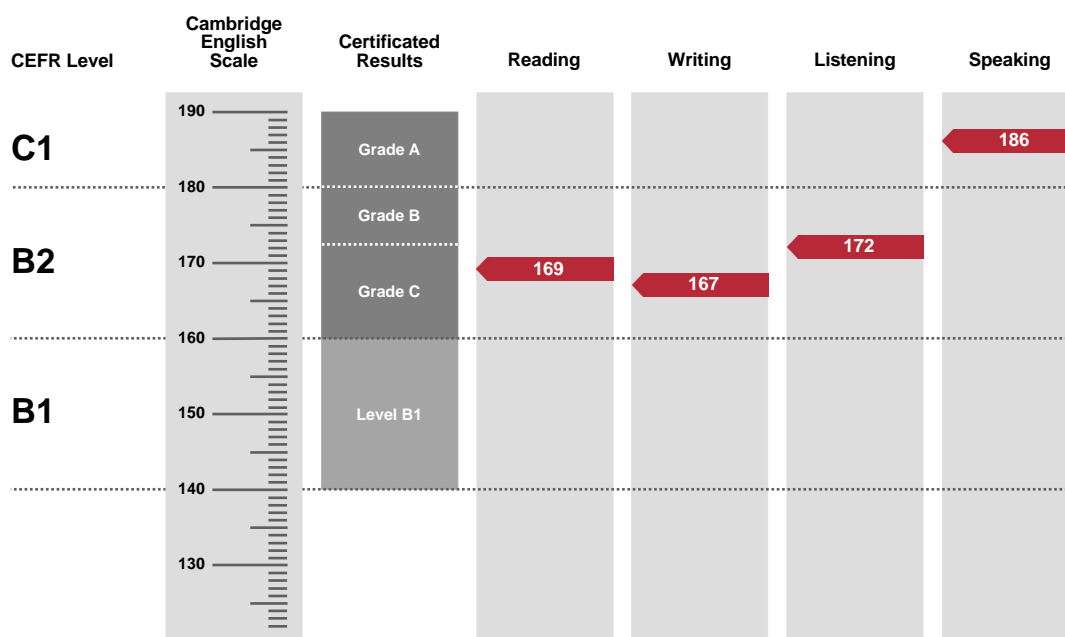 CEFR Level
Cambridge
English
Scale
Certificated
Results
Reading
Writing
Listening
Speaking
190
C1
Grade A
186
180
Grade B
172
B2
170
169
Grade C
167
160
B1
150
Level B1
140
130